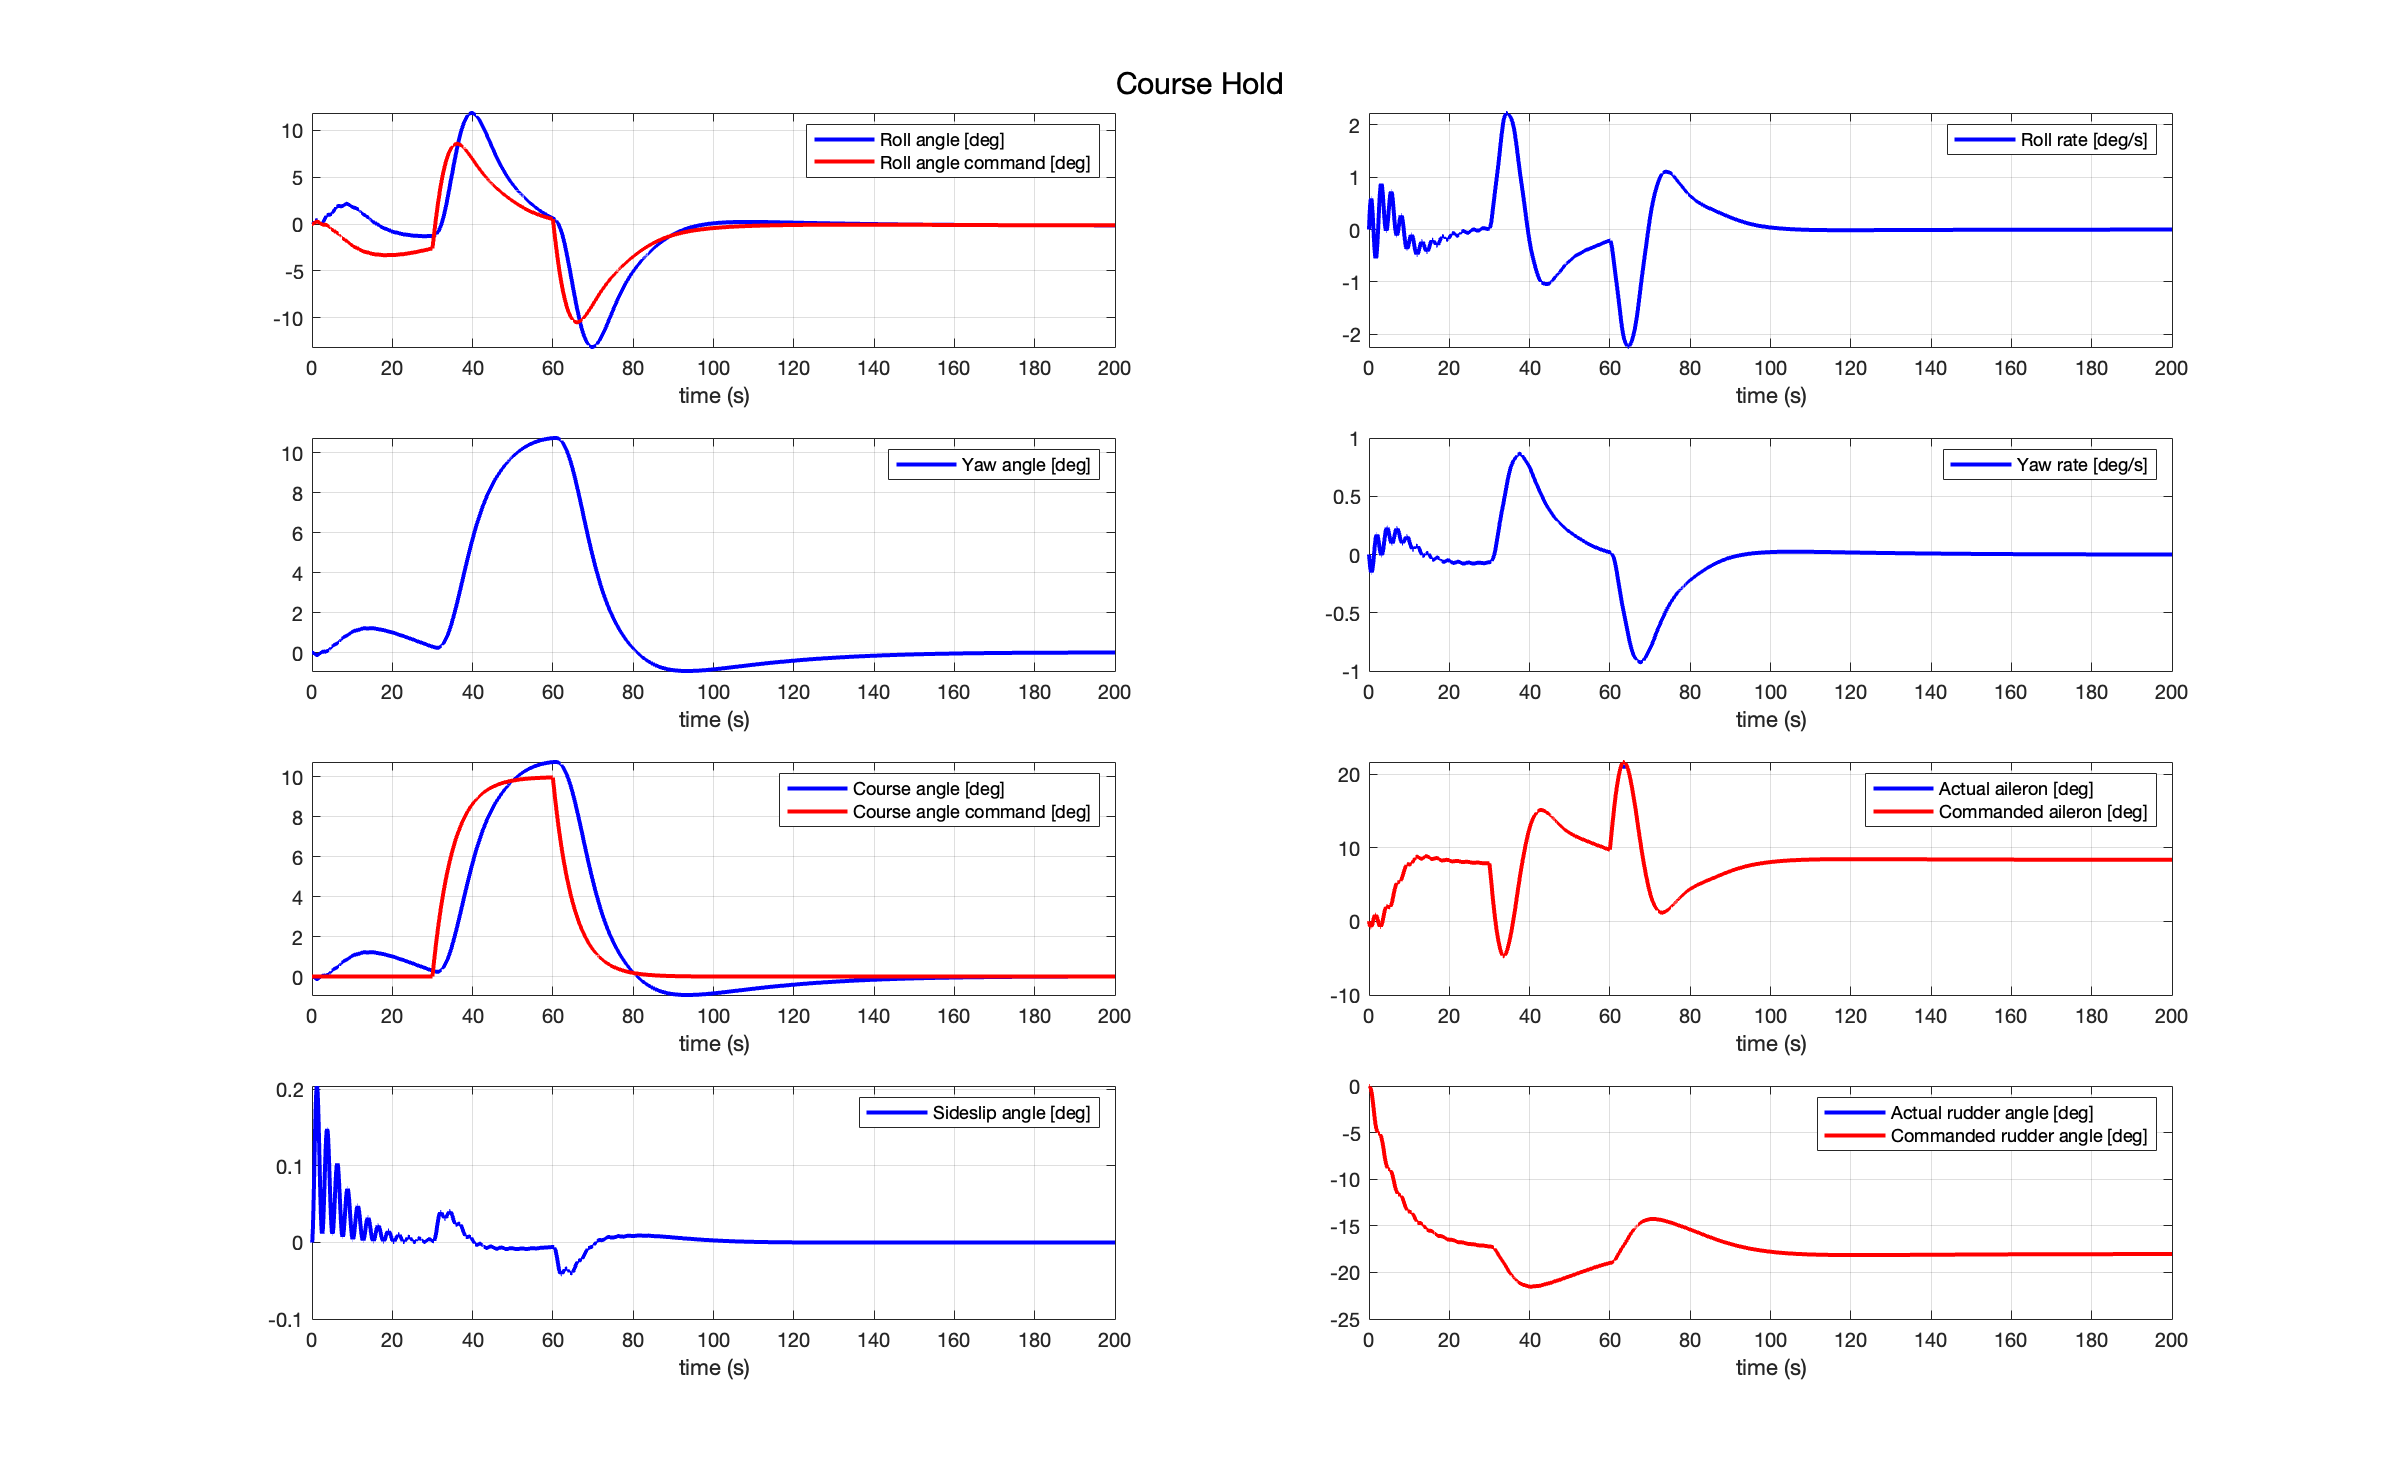 Course Hold
10
5
0
-5
-10
Roll angle [deg]
Roll angle command [deg]
0 20 40 60 80 100 120 140 160 180 200
time (s)
2
1
0
-1
-2
Roll rate [deg/s]
0 20 40 60 80 100 120 140 160 180 200
time (s)
10
8
6
4
2
0
Yaw angle [deg]
0 20 40 60 80 100 120 140 160 180 200
time (s)
1
0.5
0
-0.5
-1
Yaw rate [deg/s]
0 20 40 60 80 100 120 140 160 180 200
time (s)
10
8
6
4
2
0
Course angle [deg]
Course angle command [deg]
0 20 40 60 80 100 120 140 160 180 200
time (s)
20
10
0
-10
Actual aileron [deg]
Commanded aileron [deg]
0 20 40 60 80 100 120 140 160 180 200
time (s)
0.2
0.1
0
-0.1
Sideslip angle [deg]
0 20 40 60 80 100 120 140 160 180 200
time (s)
0
-5
-10
-15
-20
-25
Actual rudder angle [deg]
Commanded rudder angle [deg]
0 20 40 60 80 100 120 140 160 180 200
time (s)